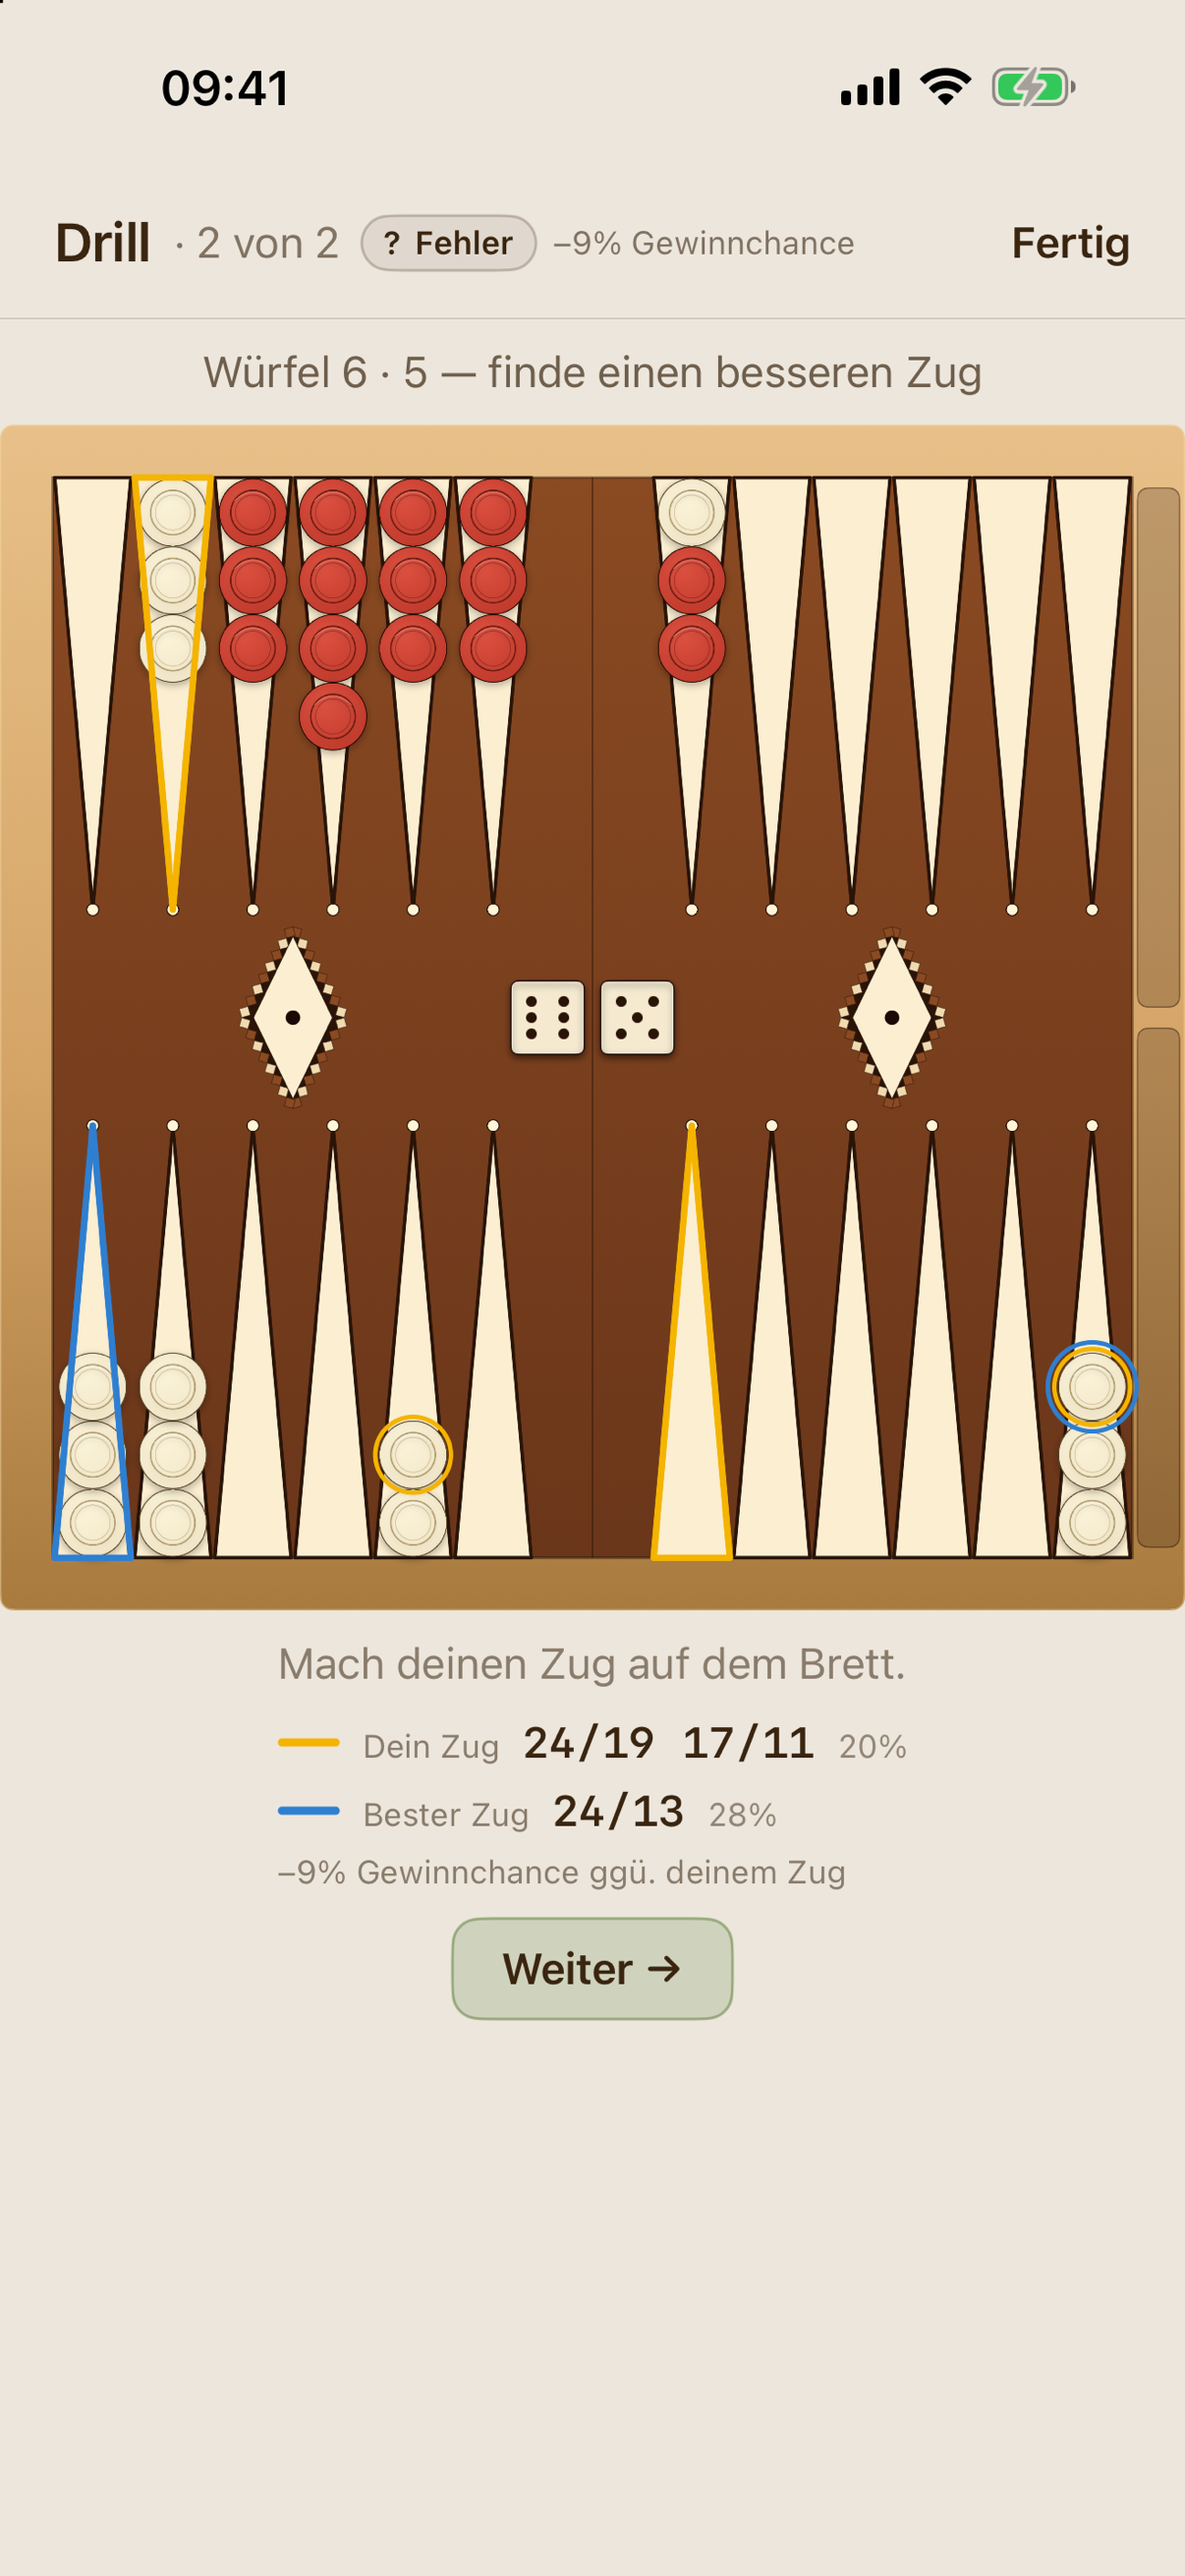 09:41
Drill · 2 von 2 ? Fehler −9% Gewinnchance Fertig
Würfel 6 · 5 — finde einen besseren Zug
Mach deinen Zug auf dem Brett.
Dein Zug 24/19 17/11 20%
Bester Zug 24/13 28%
−9% Gewinnchance ggü. deinem Zug
Weiter →